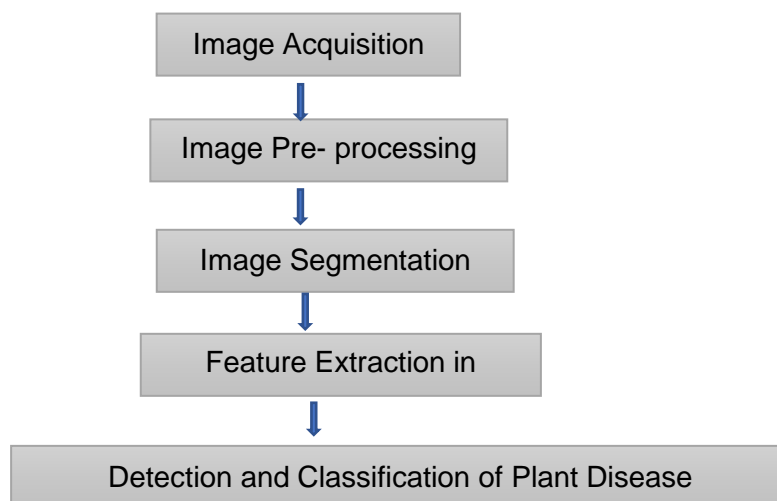 Image Acquisition
Image Pre- processing
Image Segmentation
Feature Extraction in
Detection and Classification of Plant Disease